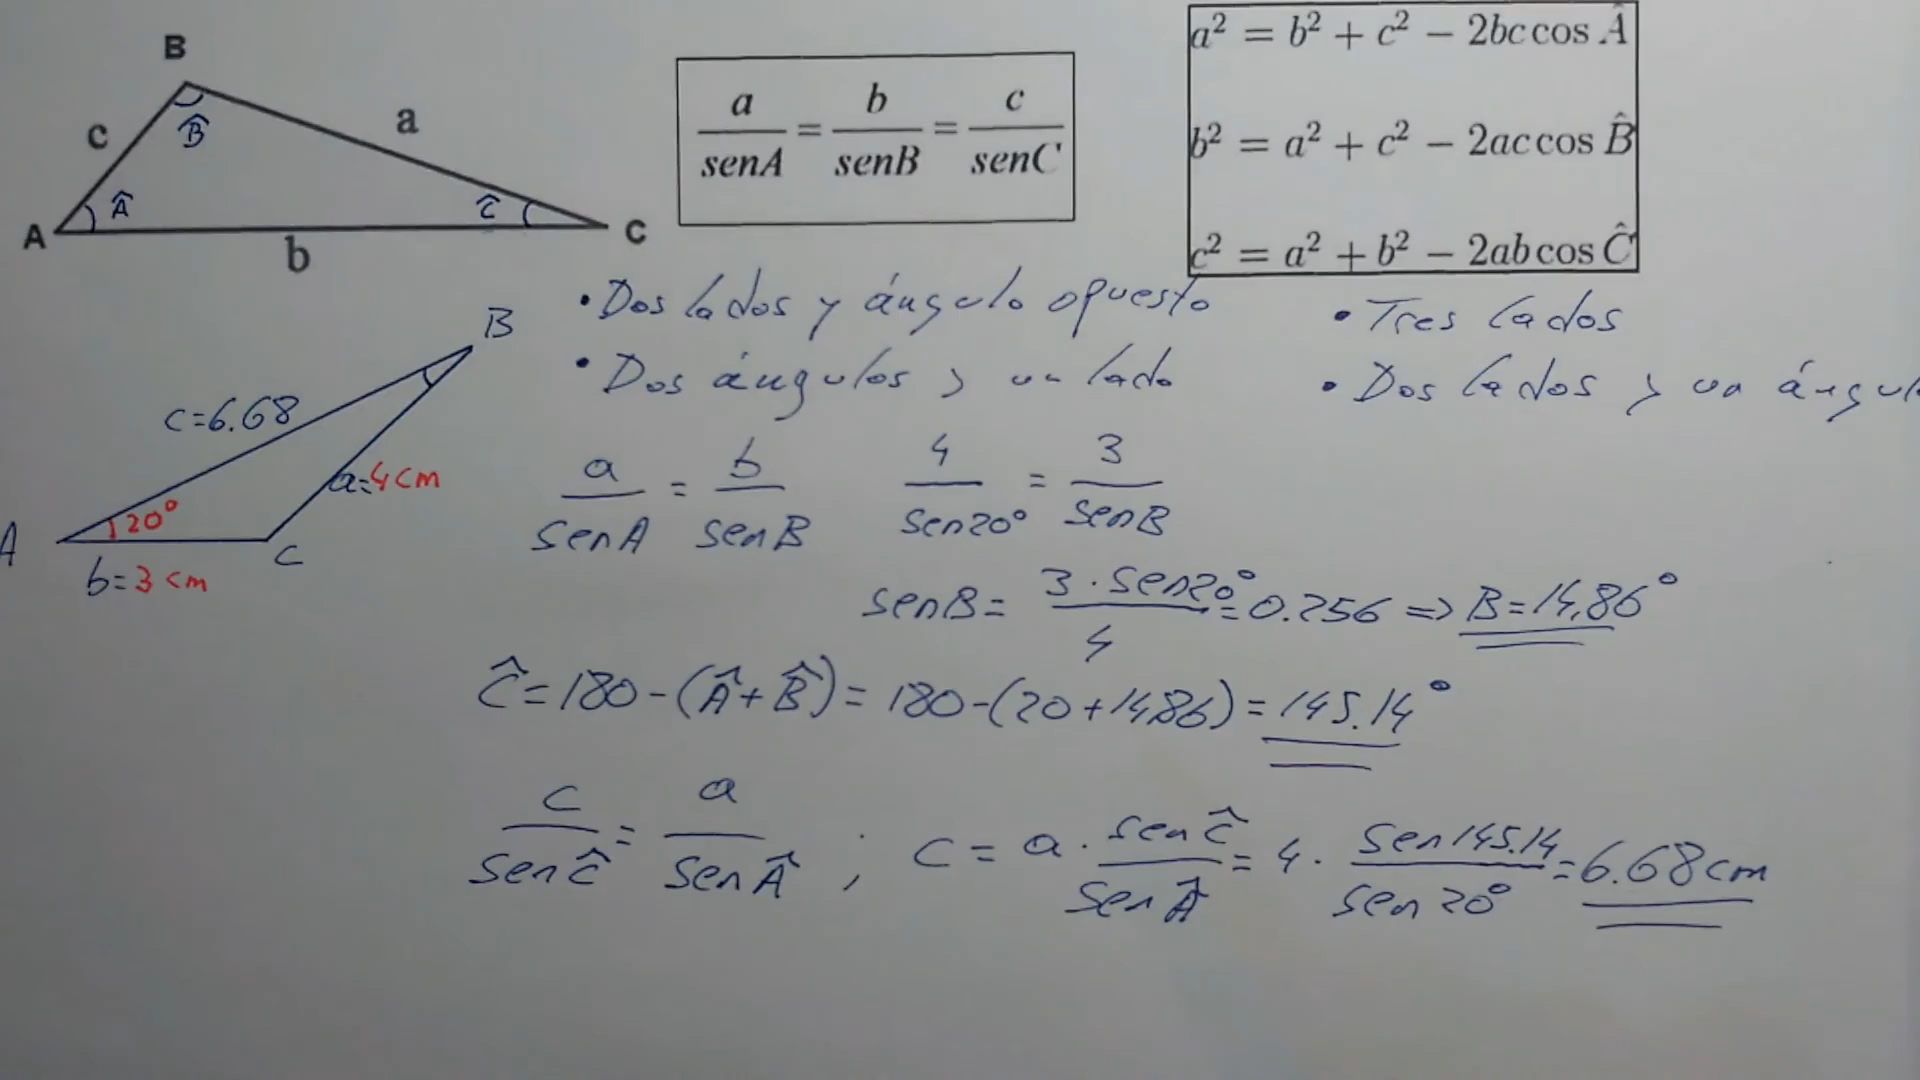 B
c B̂ a
Â Ĉ
A b C
a/senA = b/senB = c/senC
a² = b² + c² − 2bc cos Â
b² = a² + c² − 2ac cos B̂
c² = a² + b² − 2ab cos Ĉ
• Dos lados y ángulo opuesto
• Dos ángulos y un lado
• Tres lados
• Dos lados y un ángul
B
c=6.68
a=4cm
20°
A C
b=3cm
a/senA = b/senB 4/sen20° = 3/senB
senB = 3·sen20°/4 = 0.256 ⇒ B=14,86°
Ĉ=180-(Â+B̂)= 180-(20+14,86)=145.14°
c/senĈ = a/senÂ ; c = a·senĈ/senÂ = 4·sen145.14/sen20° = 6.68cm